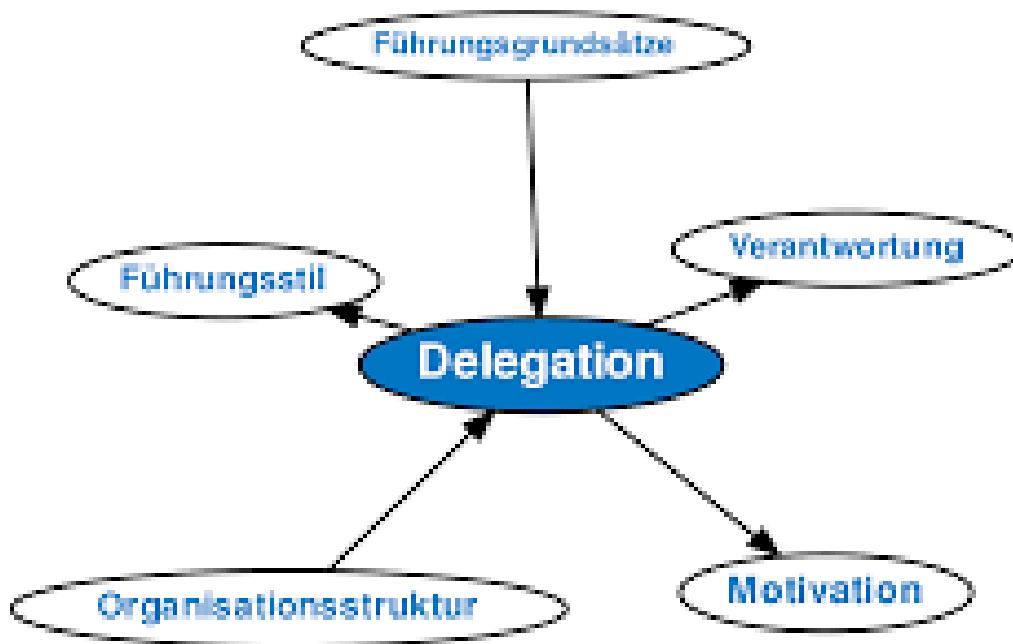 Führungsgrundsätze
Verantwortung
Führungsstil
Delegation
Motivation
Organisationsstruktur